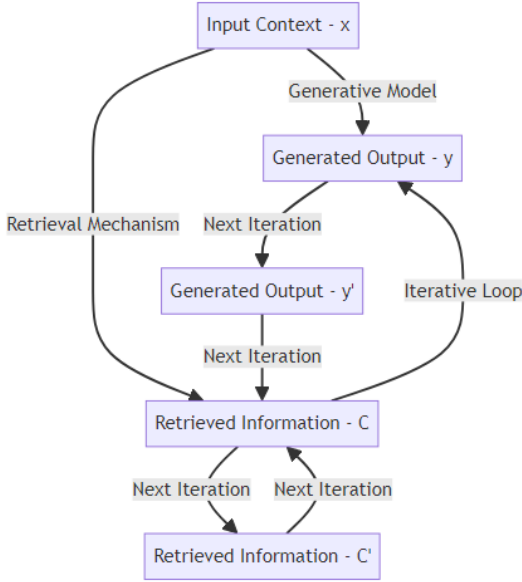 Input Context - x
Generative Model
Generated Output - y
Retrieval Mechanism
Next Iteration
Generated Output - y'
Iterative Loop
Next Iteration
Retrieved Information - C
Next Iteration
Next Iteration
Retrieved Information - C'